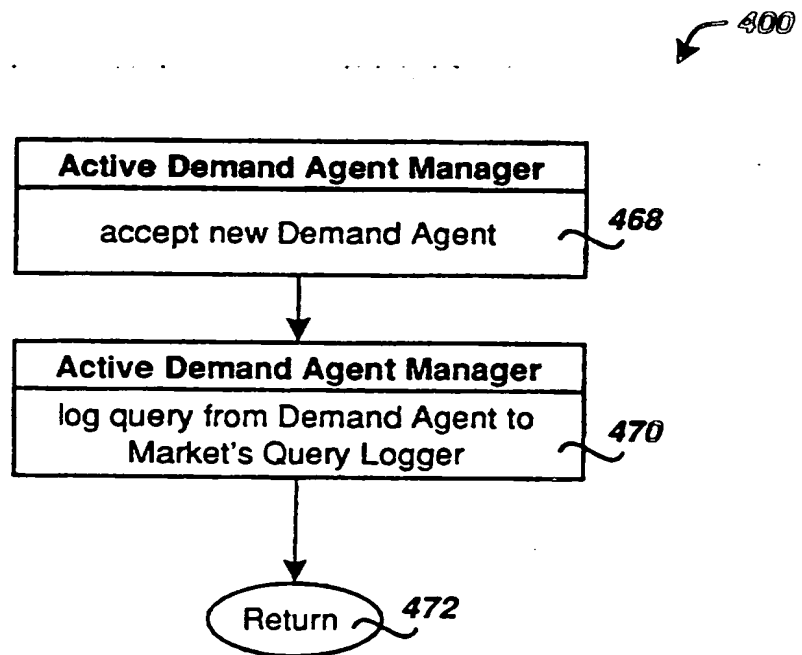 400
Active Demand Agent Manager
accept new Demand Agent
468
Active Demand Agent Manager
log query from Demand Agent to
Market's Query Logger
470
Return
472